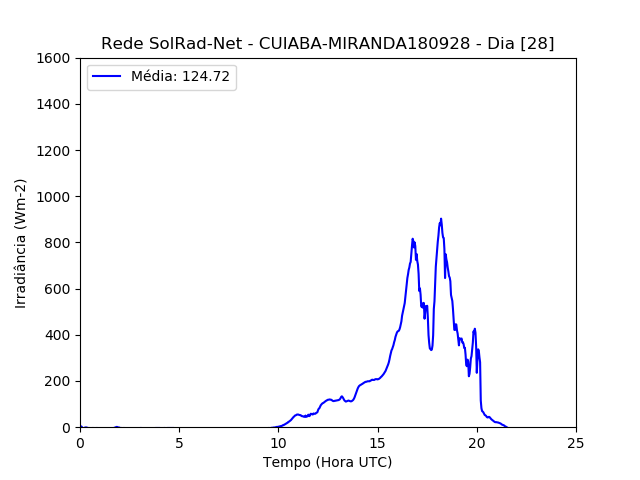 Rede SolRad-Net - CUIABA-MIRANDA180928 - Dia [28]
Média: 124.72
1600
1400
1200
1000
800
600
400
200
0
Irradiância (Wm-2)
0 5 10 15 20 25
Tempo (Hora UTC)